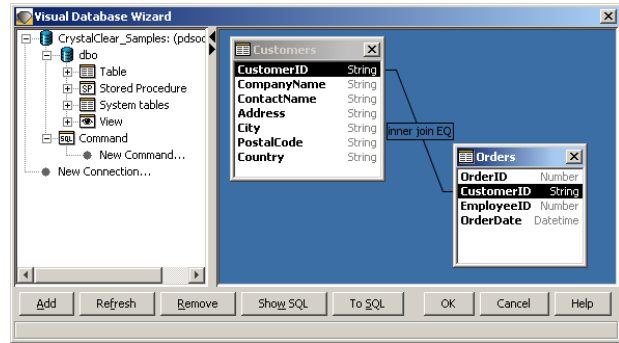 Visual Database Wizard
CrystalClear_Samples: (pdsoc
dbo
Table
SP Stored Procedure
System tables
View
SQL Command
New Command...
New Connection...
Customers
CustomerID String
CompanyName String
ContactName String
Address String
City String
PostalCode String
Country String
inner join EQ
Orders
OrderID Number
CustomerID String
EmployeeID Number
OrderDate Datetime
Add Refresh Remove Show SQL To SQL OK Cancel Help